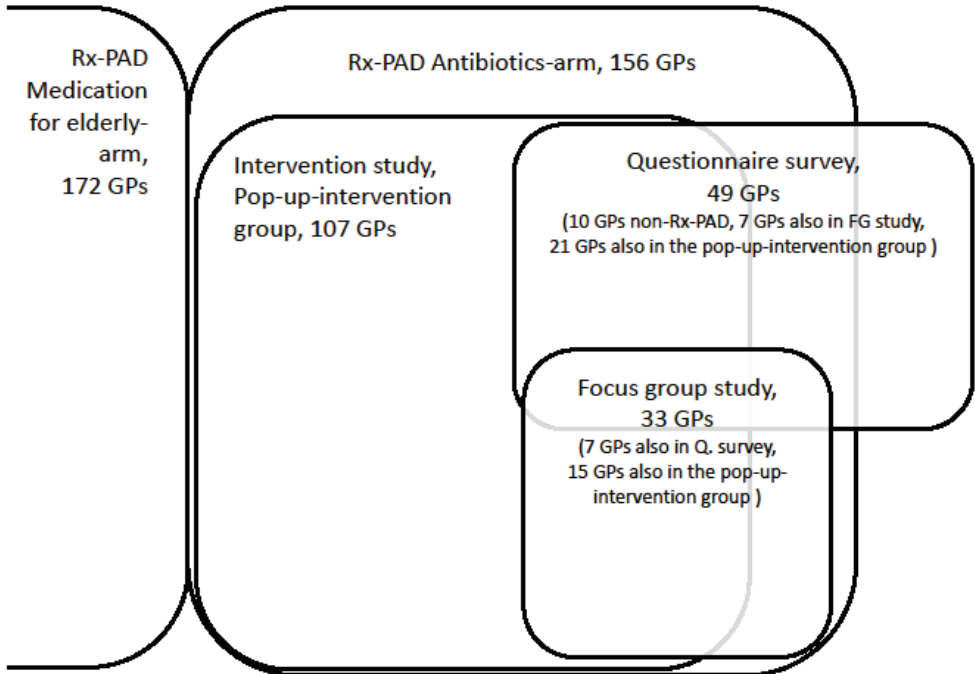 Rx-PAD
Medication
for elderly-
arm,
172 GPs
Rx-PAD Antibiotics-arm, 156 GPs
Intervention study,
Pop-up-intervention
group, 107 GPs
Questionnaire survey,
49 GPs
(10 GPs non-Rx-PAD, 7 GPs also in FG study,
21 GPs also in the pop-up-intervention group )
Focus group study,
33 GPs
(7 GPs also in Q. survey,
15 GPs also in the pop-up-
intervention group )